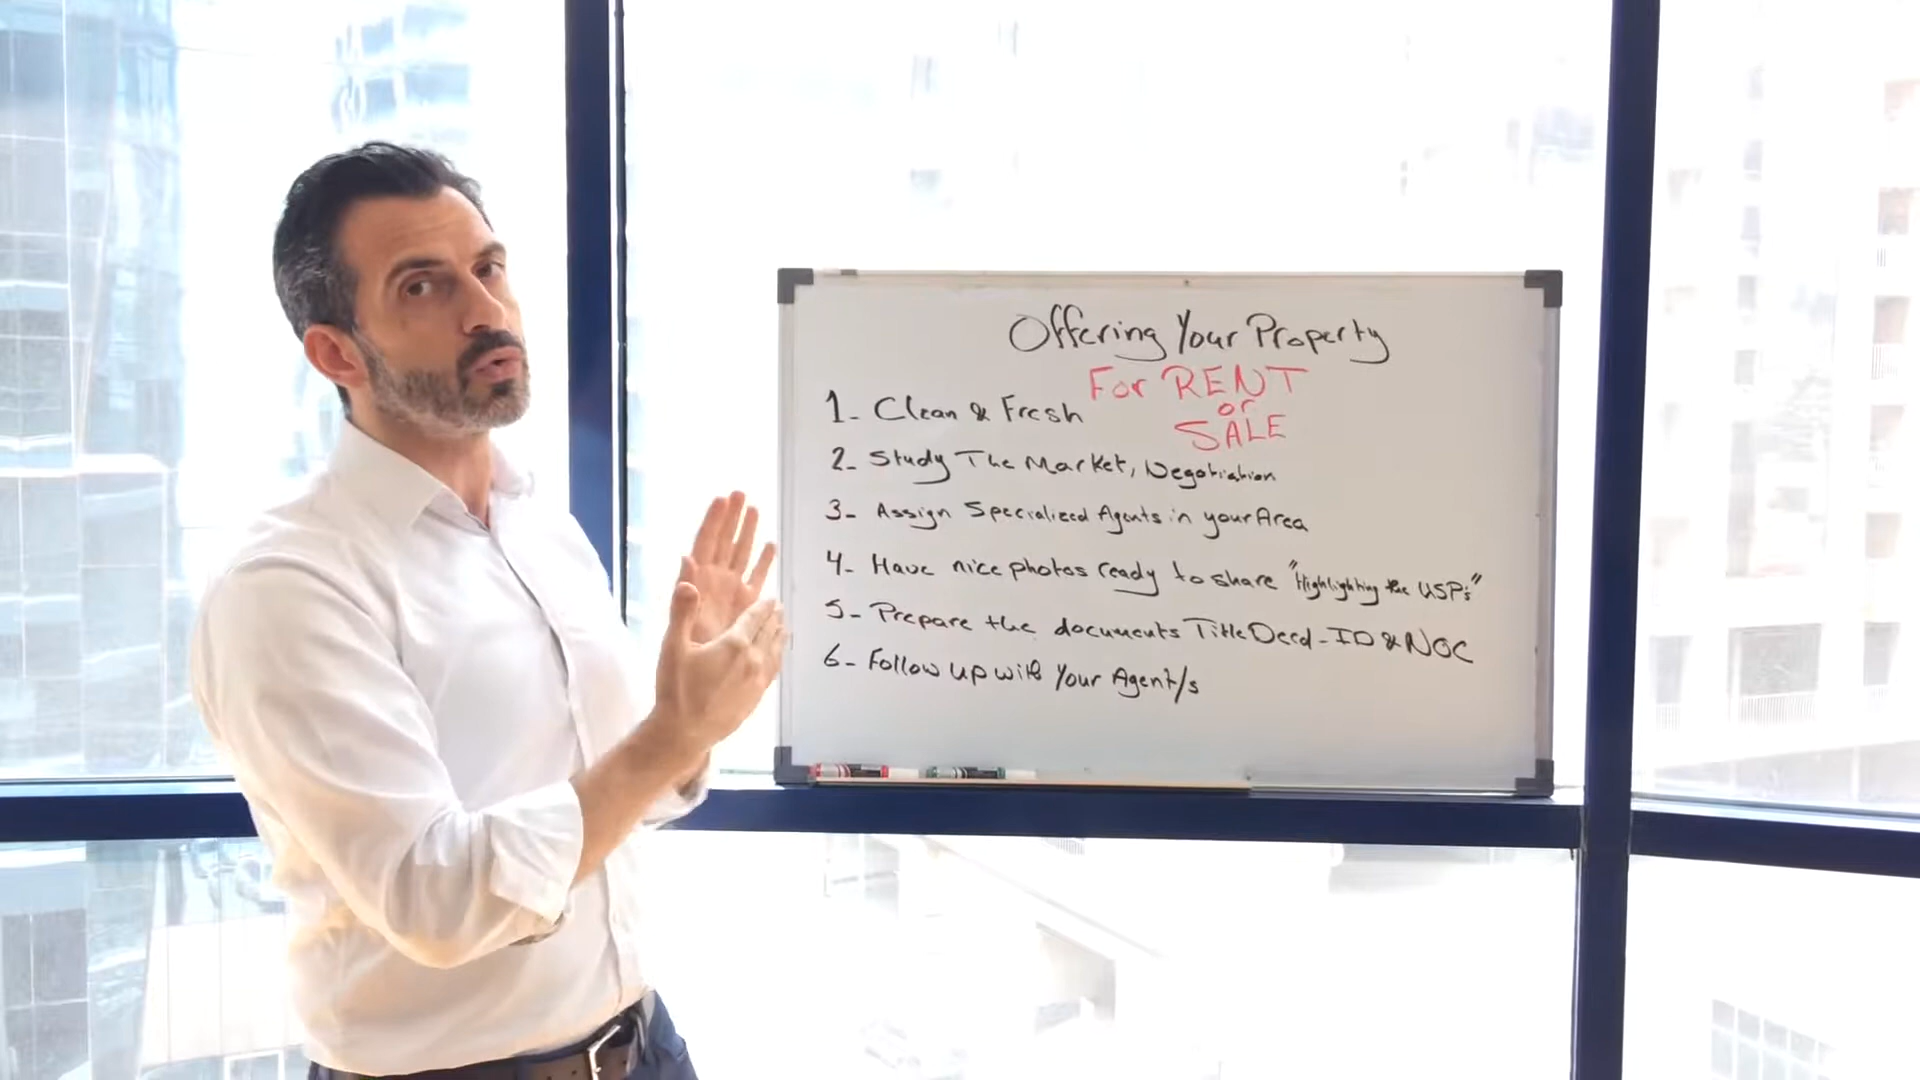 Offering Your Property
For RENT
or
SALE
1- Clean & Fresh
2- Study The Market, Negotiation
3- Assign Specialized Agents in your Area
4- Have nice photos ready to share "Highlighting the USP's"
5- Prepare the documents Title Deed - ID & NOC
6- Follow up with Your Agent/s